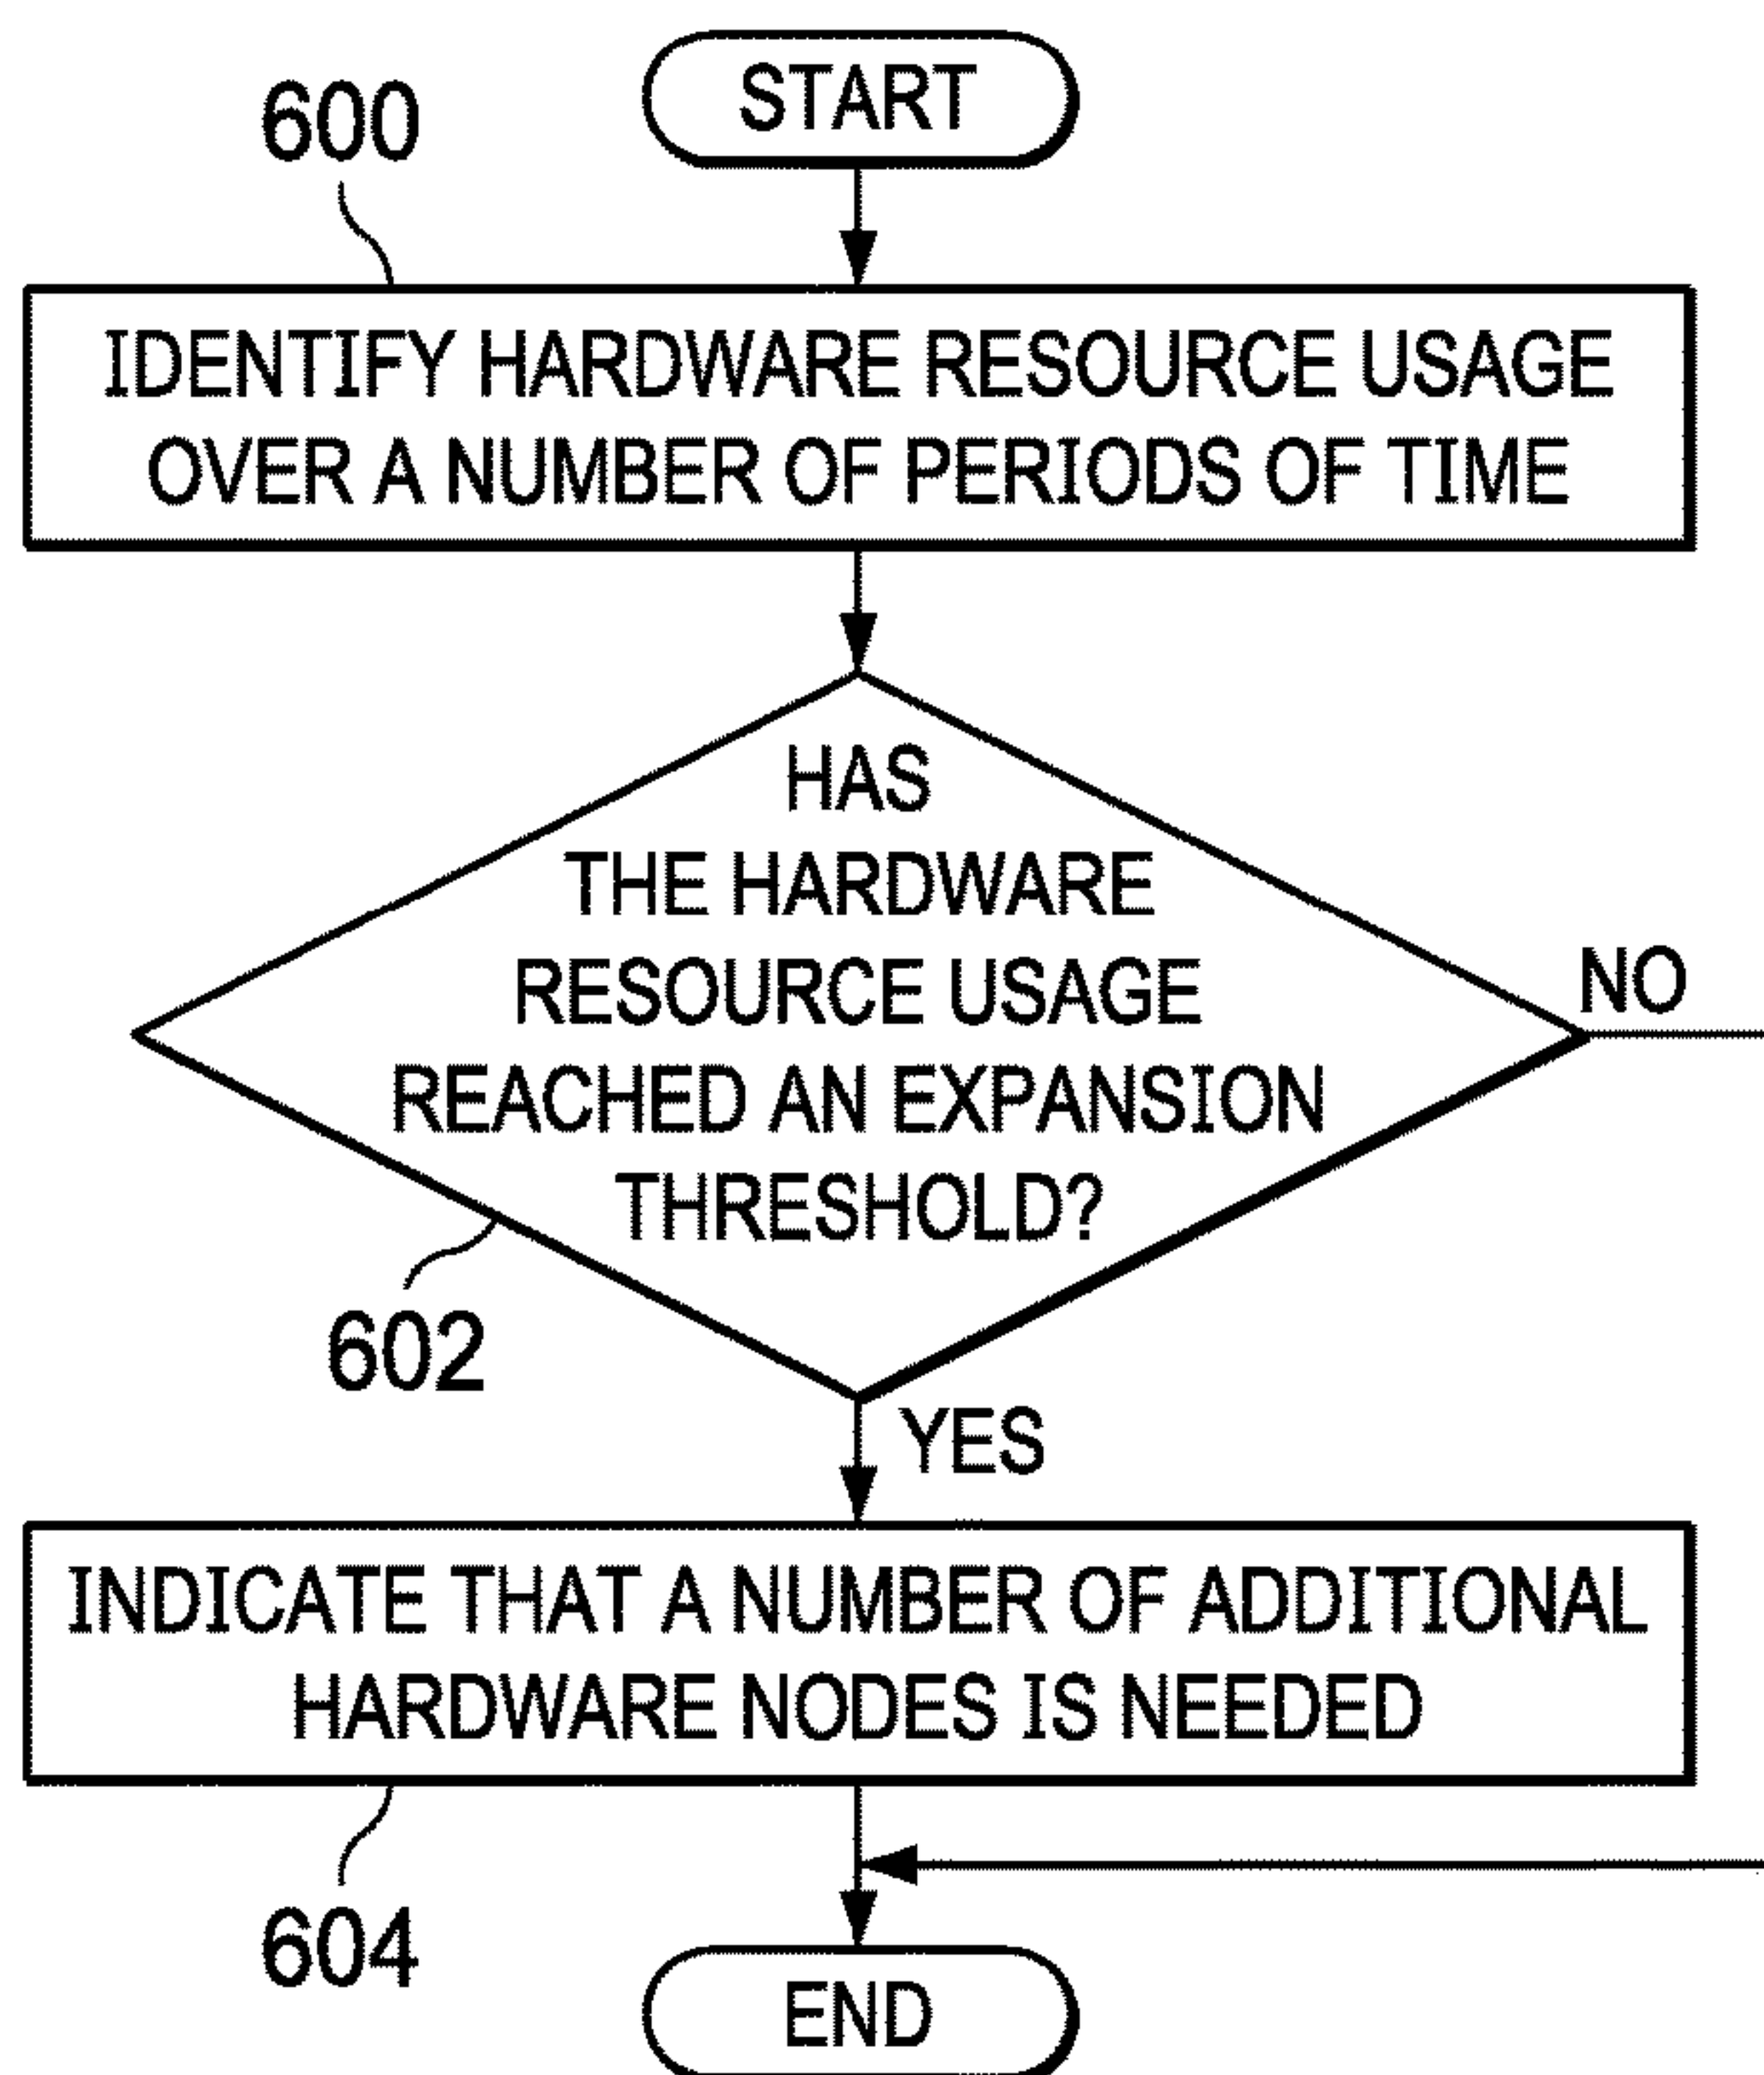 START
600
IDENTIFY HARDWARE RESOURCE USAGE
OVER A NUMBER OF PERIODS OF TIME
HAS
THE HARDWARE
RESOURCE USAGE
REACHED AN EXPANSION
THRESHOLD?
NO
602
YES
INDICATE THAT A NUMBER OF ADDITIONAL
HARDWARE NODES IS NEEDED
604
END